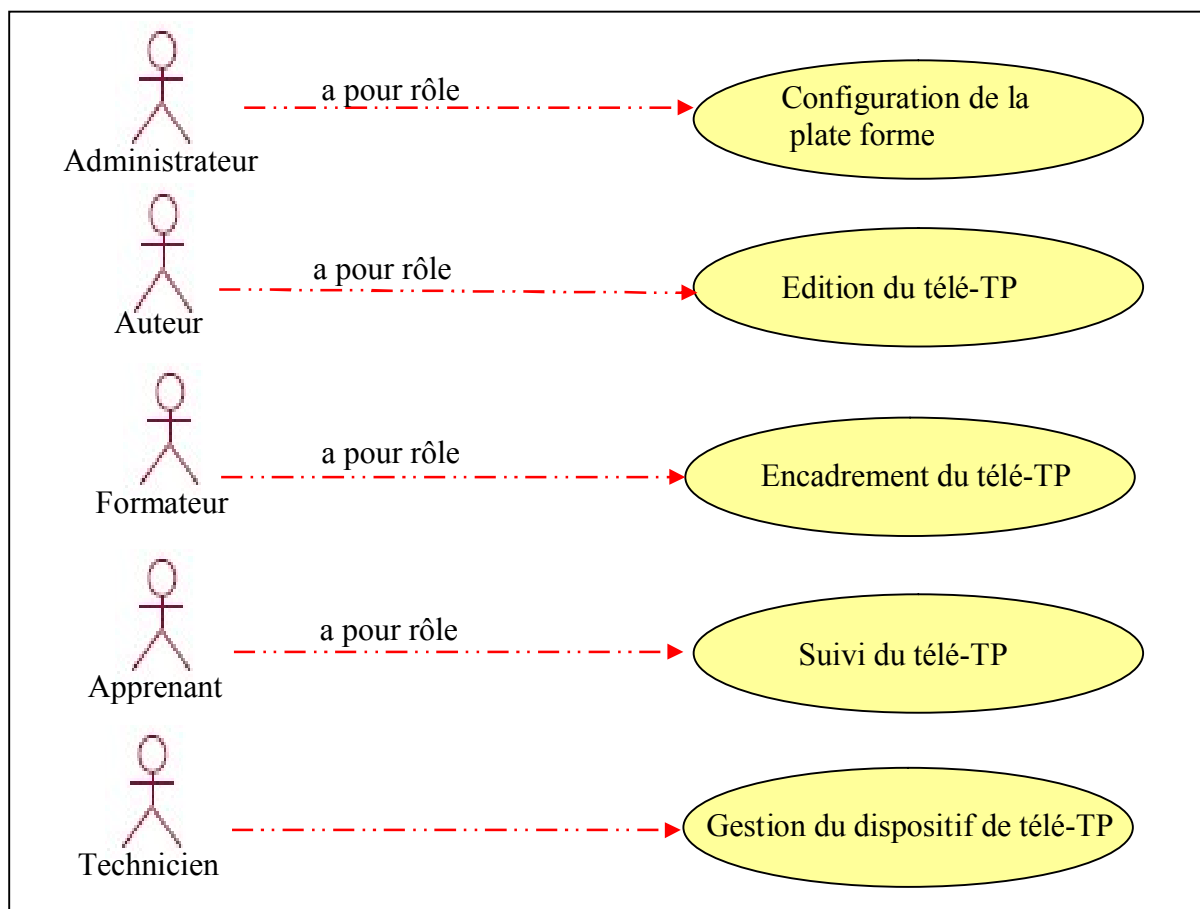 a pour rôle
Configuration de la
plate forme
Administrateur
a pour rôle
Edition du télé-TP
Auteur
a pour rôle
Encadrement du télé-TP
Formateur
a pour rôle
Suivi du télé-TP
Apprenant
Gestion du dispositif de télé-TP
Technicien